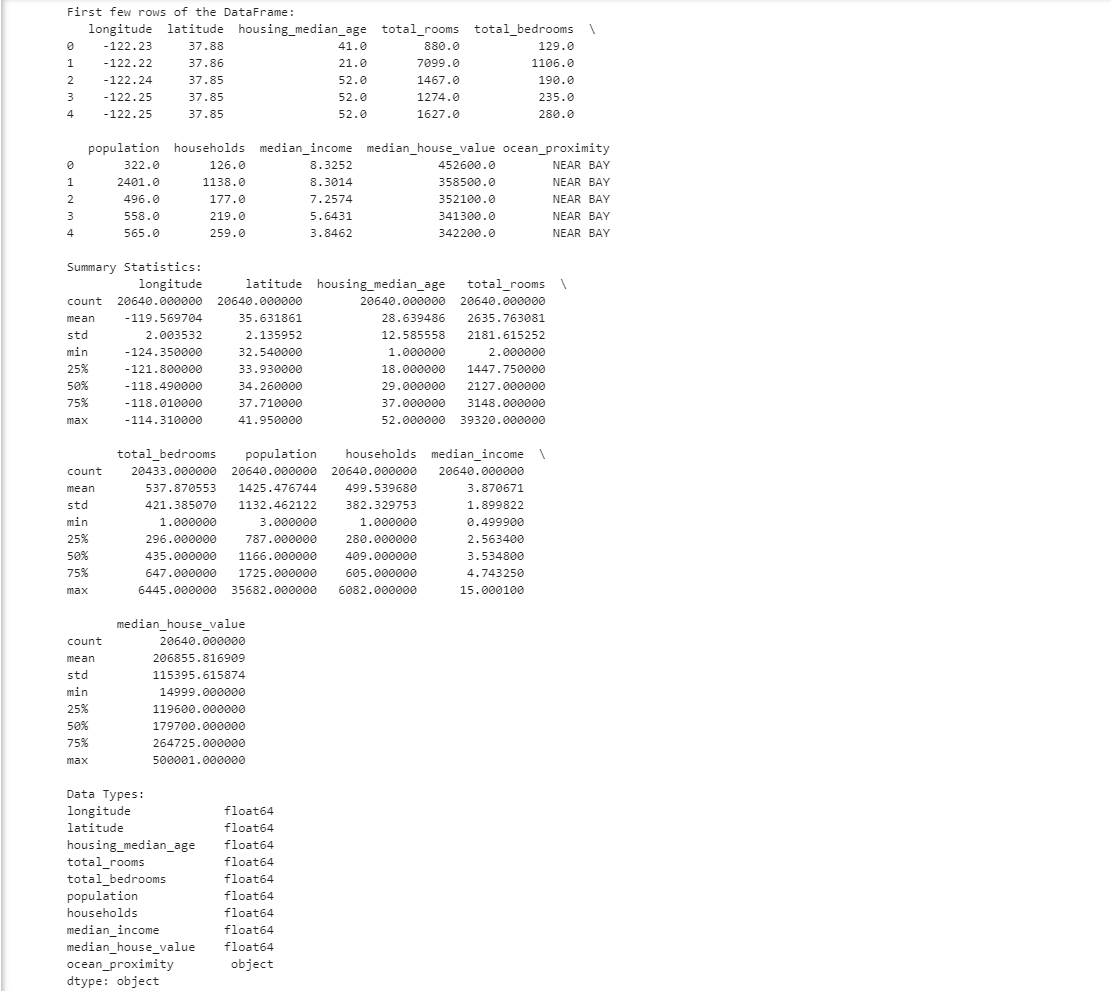 First few rows of the DataFrame:
   longitude  latitude  housing_median_age  total_rooms  total_bedrooms  \
0    -122.23     37.88                41.0        880.0           129.0
1    -122.22     37.86                21.0       7099.0          1106.0
2    -122.24     37.85                52.0       1467.0           190.0
3    -122.25     37.85                52.0       1274.0           235.0
4    -122.25     37.85                52.0       1627.0           280.0

   population  households  median_income  median_house_value ocean_proximity
0       322.0       126.0         8.3252            452600.0        NEAR BAY
1      2401.0      1138.0         8.3014            358500.0        NEAR BAY
2       496.0       177.0         7.2574            352100.0        NEAR BAY
3       558.0       219.0         5.6431            341300.0        NEAR BAY
4       565.0       259.0         3.8462            342200.0        NEAR BAY

Summary Statistics:
          longitude      latitude  housing_median_age   total_rooms  \
count  20640.000000  20640.000000        20640.000000  20640.000000
mean    -119.569704     35.631861           28.639486   2635.763081
std        2.003532      2.135952           12.585558   2181.615252
min     -124.350000     32.540000            1.000000      2.000000
25%     -121.800000     33.930000           18.000000   1447.750000
50%     -118.490000     34.260000           29.000000   2127.000000
75%     -118.010000     37.710000           37.000000   3148.000000
max     -114.310000     41.950000           52.000000  39320.000000

       total_bedrooms    population    households  median_income  \
count    20433.000000  20640.000000  20640.000000   20640.000000
mean       537.870553   1425.476744    499.539680       3.870671
std        421.385070   1132.462122    382.329753       1.899822
min          1.000000      3.000000      1.000000       0.499900
25%        296.000000    787.000000    280.000000       2.563400
50%        435.000000   1166.000000    409.000000       3.534800
75%        647.000000   1725.000000    605.000000       4.743250
max       6445.000000  35682.000000   6082.000000      15.000100

       median_house_value
count        20640.000000
mean        206855.816909
std         115395.615874
min          14999.000000
25%         119600.000000
50%         179700.000000
75%         264725.000000
max         500001.000000

Data Types:
longitude             float64
latitude              float64
housing_median_age    float64
total_rooms           float64
total_bedrooms        float64
population            float64
households            float64
median_income         float64
median_house_value    float64
ocean_proximity        object
dtype: object